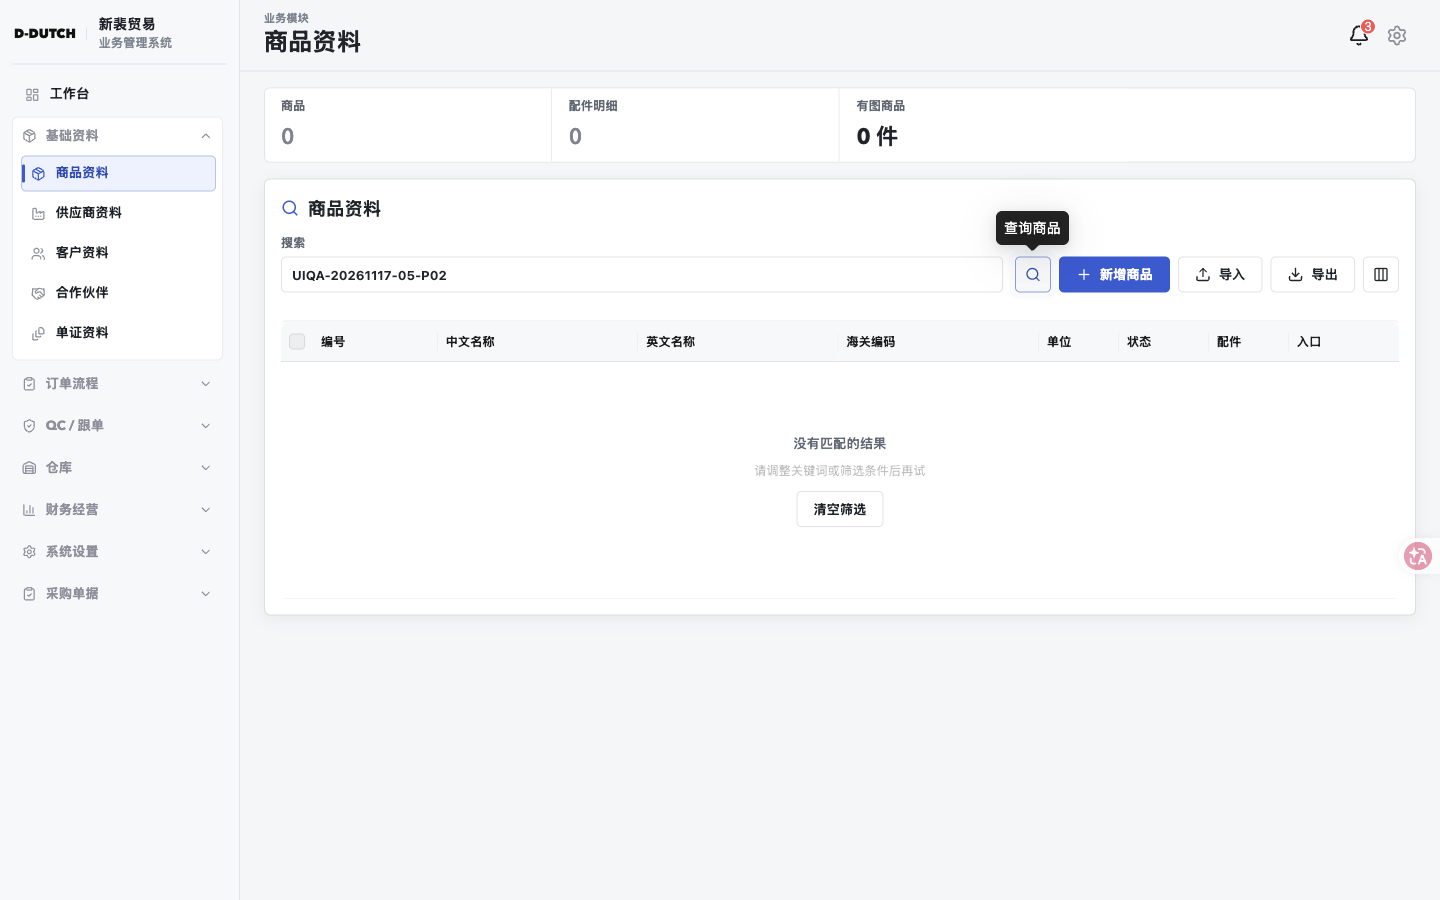 D-DUTCH
新裴贸易
业务管理系统
工作台
基础资料
商品资料
供应商资料
客户资料
合作伙伴
单证资料
订单流程
QC / 跟单
仓库
财务经营
系统设置
采购单据
业务模块
商品资料
3
商品
0
配件明细
0
有图商品
0 件
商品资料
搜索
查询商品
UIQA-20261117-05-P02
新增商品
导入
导出
编号
中文名称
英文名称
海关编码
单位
状态
配件
入口
没有匹配的结果
请调整关键词或筛选条件后再试
清空筛选